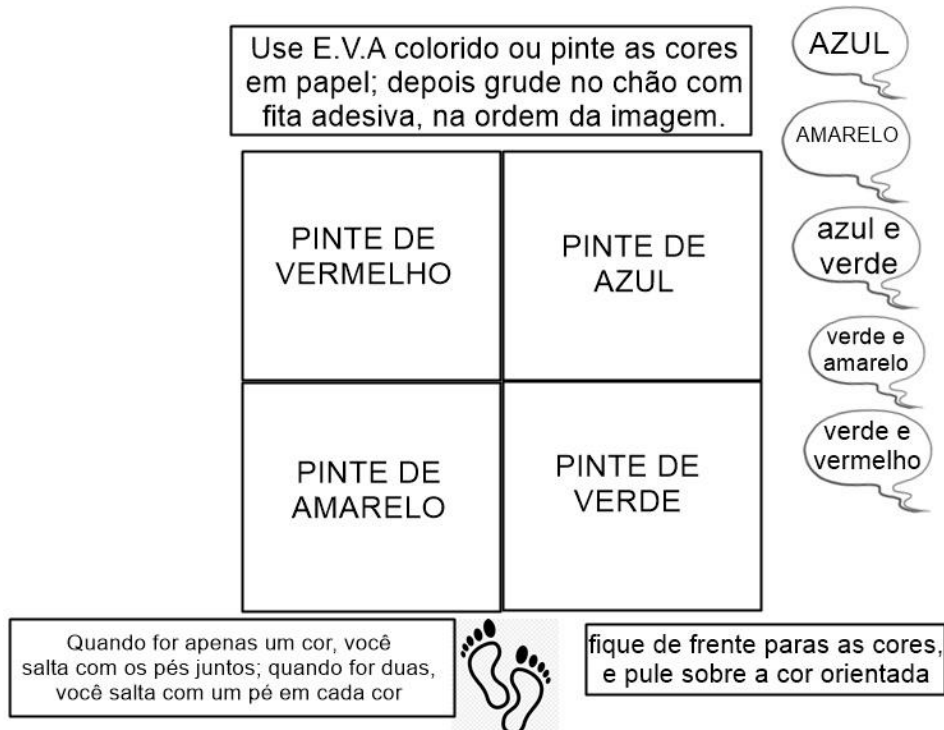 Use E.V.A colorido ou pinte as cores
em papel; depois grude no chão com
fita adesiva, na ordem da imagem.
AZUL
AMARELO
azul e
verde
verde e
amarelo
verde e
vermelho
PINTE DE
VERMELHO
PINTE DE
AZUL
PINTE DE
AMARELO
PINTE DE
VERDE
Quando for apenas um cor, você
salta com os pés juntos; quando for duas,
você salta com um pé em cada cor
fique de frente paras as cores,
e pule sobre a cor orientada